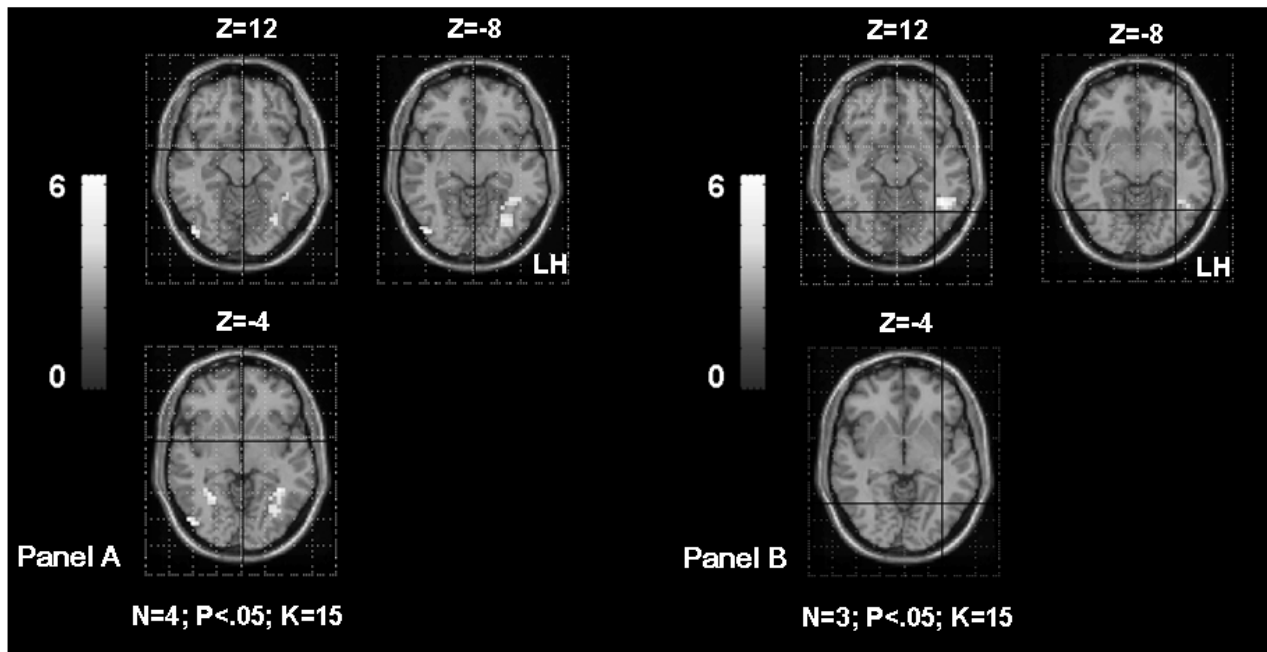 Z=12
Z=-8
6
0
LH
Z=-4
Panel A
N=4; P<.05; K=15
Z=12
Z=-8
6
0
LH
Z=-4
Panel B
N=3; P<.05; K=15